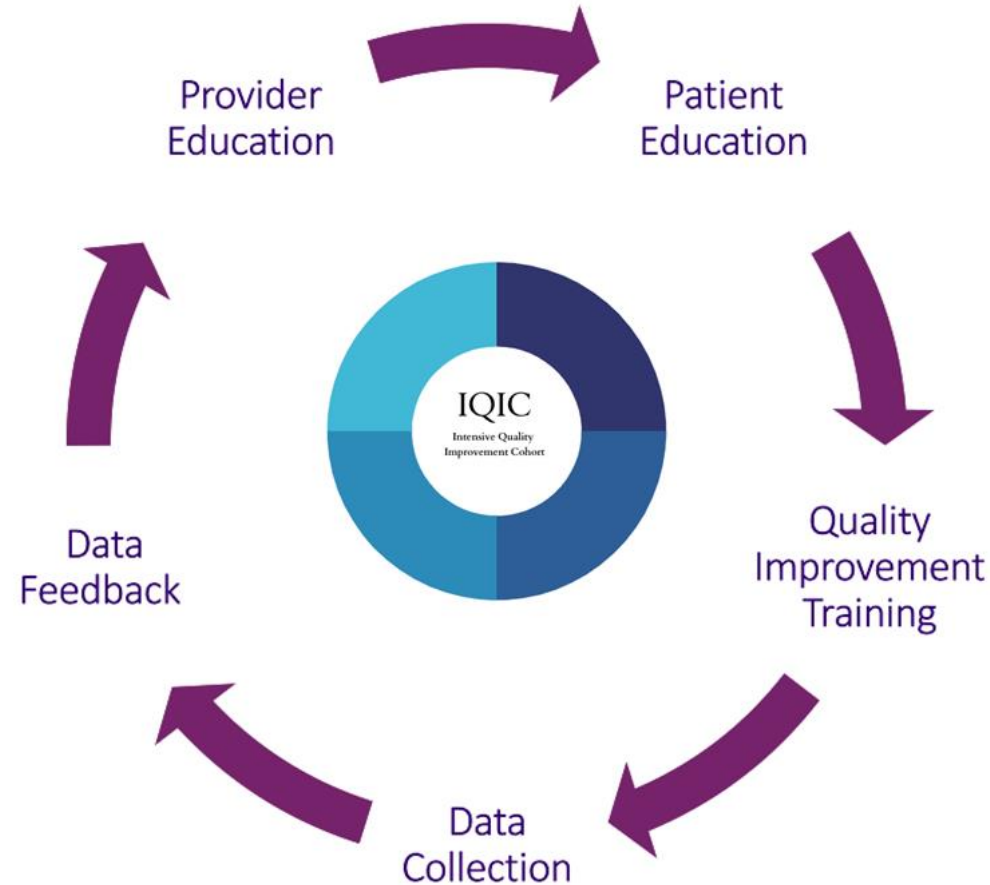 Provider
Education
Patient
Education
IQIC
Intensive Quality
Improvement Cohort
Quality
Improvement
Training
Data
Feedback
Data
Collection